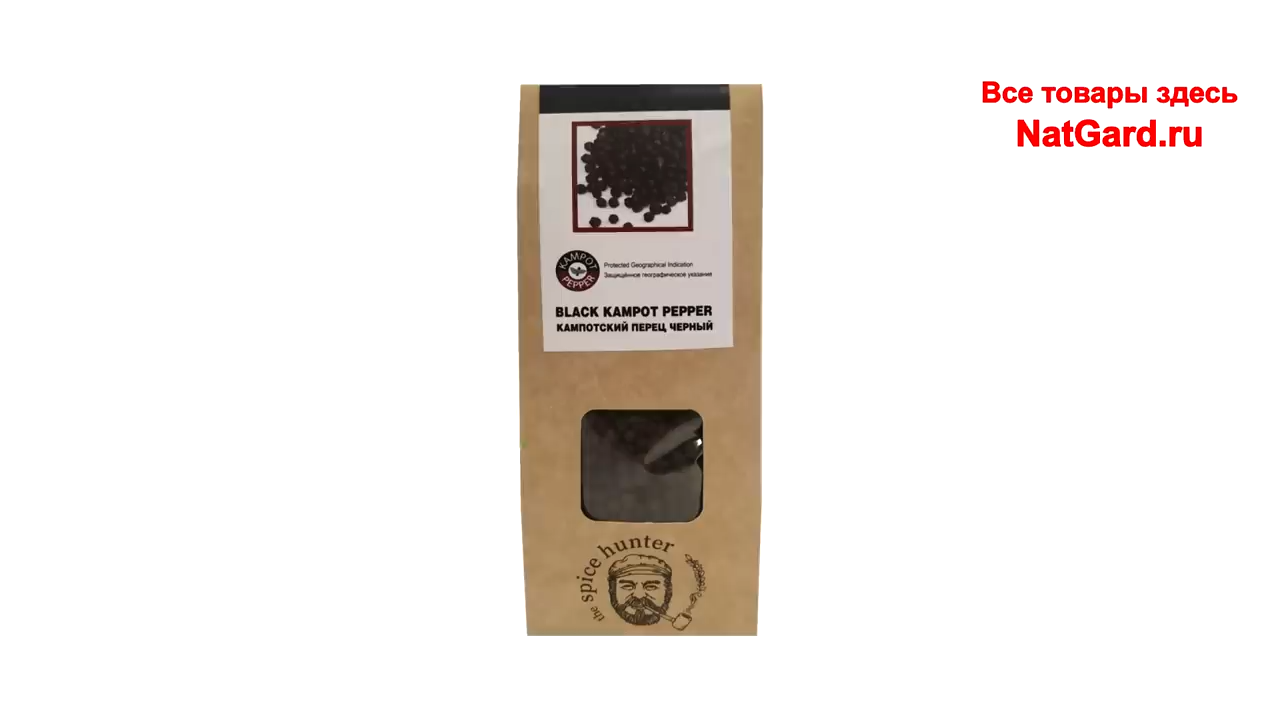 Все товары здесь
NatGard.ru
KAMPOT
PEPPER
Protected Geographical Indication
Защищённое географическое указание
BLACK KAMPOT PEPPER
КАМПОТСКИЙ ПЕРЕЦ ЧЕРНЫЙ
the spice hunter